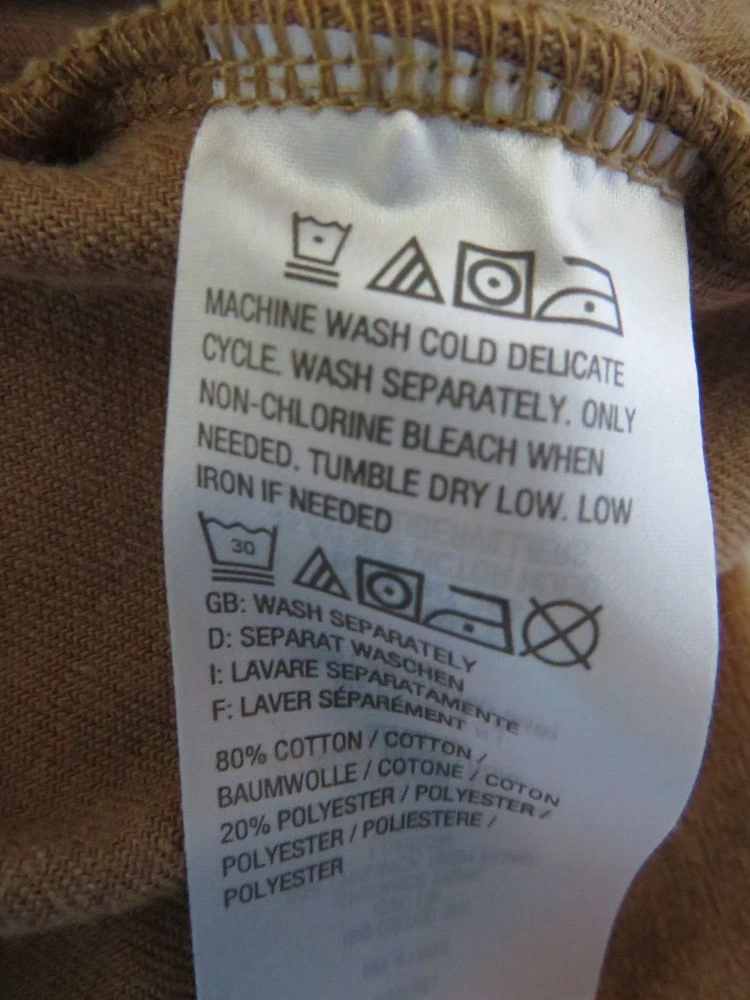 MACHINE WASH COLD DELICATE
CYCLE. WASH SEPARATELY. ONLY
NON-CHLORINE BLEACH WHEN
NEEDED. TUMBLE DRY LOW. LOW
IRON IF NEEDED
30
GB: WASH SEPARATELY
D: SEPARAT WASCHEN
I: LAVARE SEPARATAMENTE
F: LAVER SÉPARÉMENT
80% COTTON / COTTON /
BAUMWOLLE / COTONE / COTON
20% POLYESTER / POLYESTER /
POLYESTER / POLIESTERE /
POLYESTER